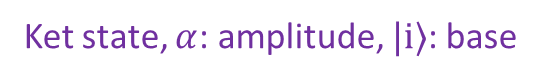 Ket state, 𝛼: amplitude, |i⟩: base